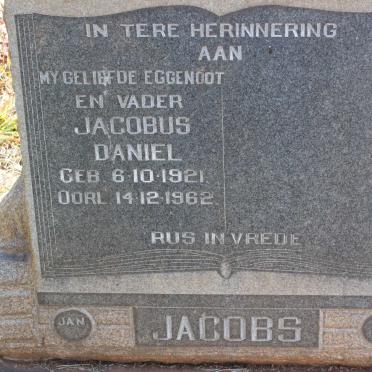 IN TERE HERINNERING
AAN
MY GELIEFDE EGGENOOT
EN VADER
JACOBUS
DANIEL
GEB. 6·10·1921
OORL 14·12·1962
RUS IN VREDE
JAN
JACOBS